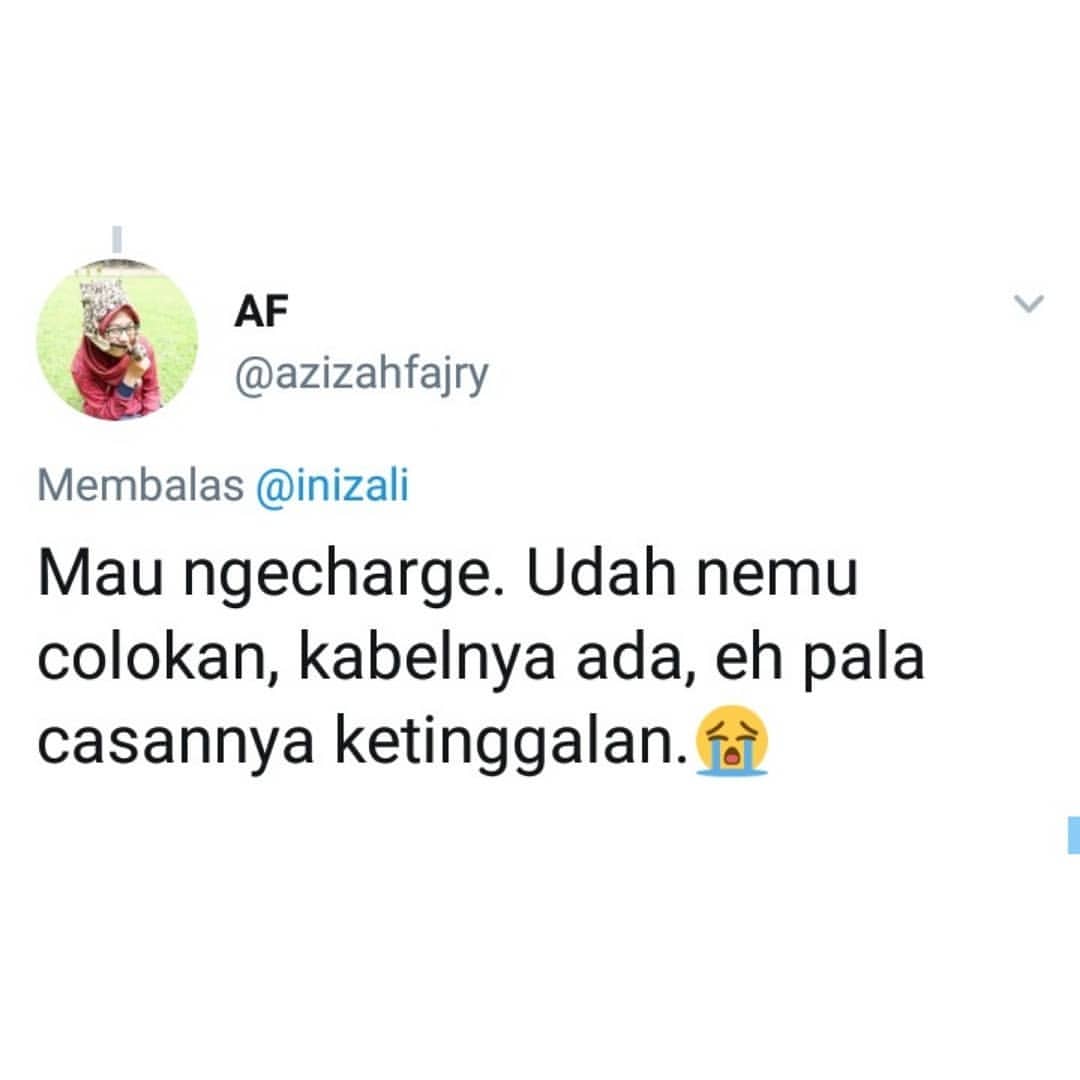 AF
@azizahfajry
Membalas @inizali
Mau ngecharge. Udah nemu
colokan, kabelnya ada, eh pala
casannya ketinggalan.😭